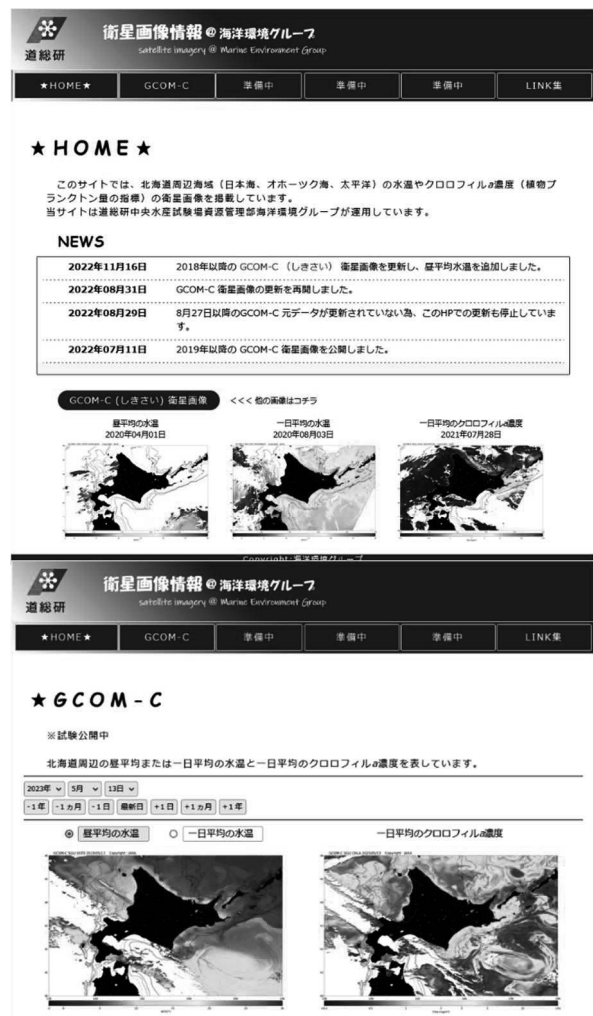 道総研
衛星画像情報@海洋環境グループ
satellite imagery @ Marine Environment Group
★HOME★ GCOM-C 準備中 準備中 準備中 LINK集
★HOME★
このサイトでは、北海道周辺海域（日本海、オホーツク海、太平洋）の水温やクロロフィルa濃度（植物プ
ランクトン量の指標）の衛星画像を掲載しています。
当サイトは道総研中央水産試験場資源管理部海洋環境グループが運用しています。
NEWS
2022年11月16日 2018年以降の GCOM-C （しきさい） 衛星画像を更新し、昼平均水温を追加しました。
2022年08月31日 GCOM-C 衛星画像の更新を再開しました。
2022年08月29日 8月27日以降のGCOM-C 元データが更新されていない為、このHPでの更新も停止していま
す。
2022年07月11日 2019年以降の GCOM-C 衛星画像を公開しました。
GCOM-C (しきさい) 衛星画像 <<< 他の画像はコチラ
昼平均の水温 一日平均の水温 一日平均のクロロフィルa濃度
2020年04月01日 2020年08月03日 2021年07月28日
Copyright:海洋環境グループ
道総研
衛星画像情報@海洋環境グループ
satellite imagery @ Marine Environment Group
★HOME★ GCOM-C 準備中 準備中 準備中 LINK集
★GCOM-C
※試験公開中
北海道周辺の昼平均または一日平均の水温と一日平均のクロロフィルa濃度を表しています。
2023年 5月 13日
-1年 -1ヵ月 -1日 最新日 +1日 +1ヵ月 +1年
昼平均の水温 一日平均の水温 一日平均のクロロフィルa濃度